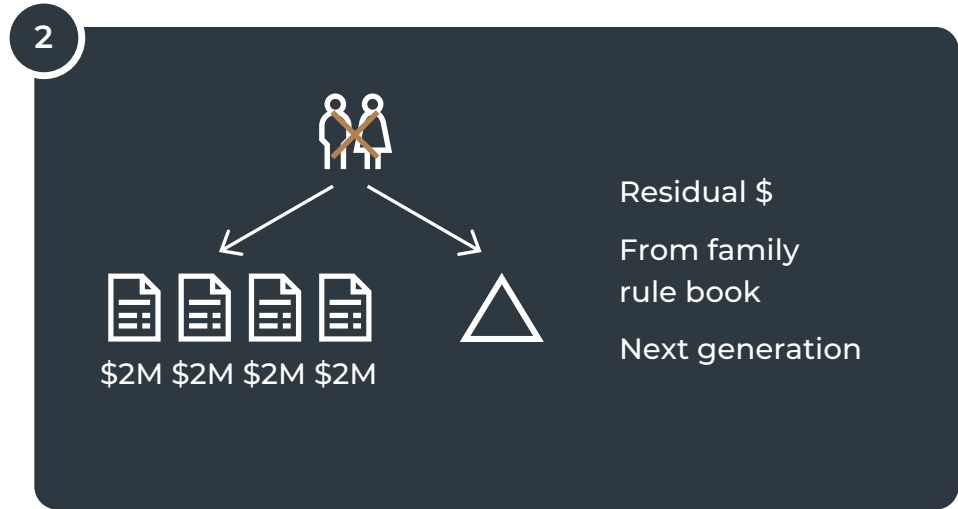 2
$2M $2M $2M $2M
Residual $
From family
rule book
Next generation